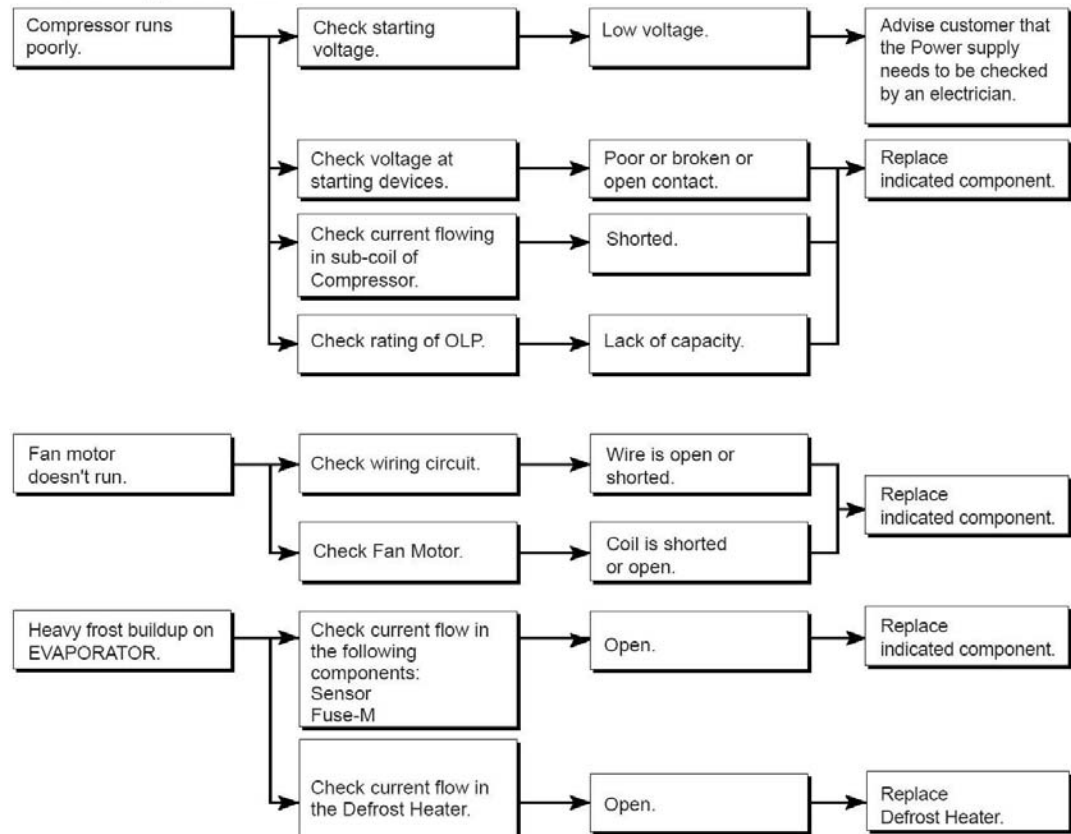 Compressor runs
poorly.
Check starting
voltage.
Low voltage.
Advise customer that
the Power supply
needs to be checked
by an electrician.
Check voltage at
starting devices.
Poor or broken or
open contact.
Replace
indicated component.
Check current flowing
in sub-coil of
Compressor.
Shorted.
Check rating of OLP.
Lack of capacity.
Fan motor
doesn't run.
Check wiring circuit.
Wire is open or
shorted.
Replace
indicated component.
Check Fan Motor.
Coil is shorted
or open.
Heavy frost buildup on
EVAPORATOR.
Check current flow in
the following
components:
Sensor
Fuse-M
Open.
Replace
indicated component.
Check current flow in
the Defrost Heater.
Open.
Replace
Defrost Heater.